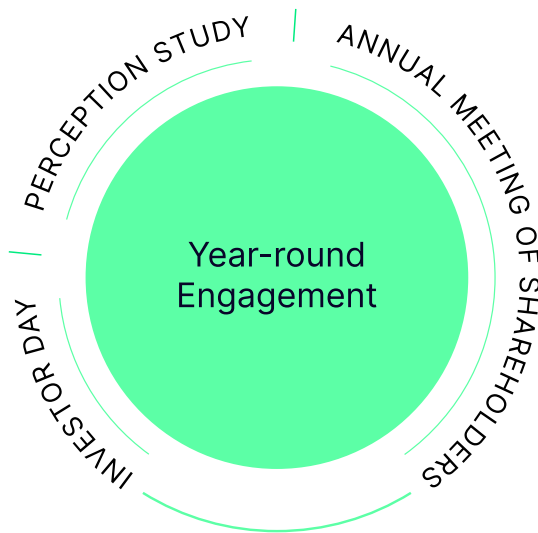 PERCEPTION STUDY
ANNUAL MEETING OF SHAREHOLDERS
INVESTOR DAY
Year-round
Engagement